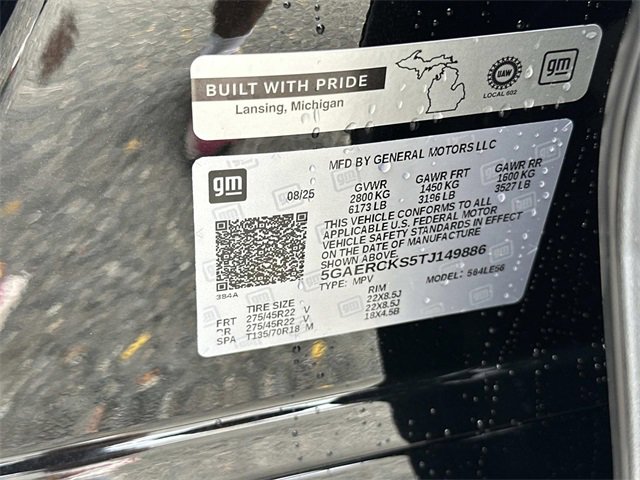 BUILT WITH PRIDE
Lansing, Michigan
UAW
LOCAL 602
gm
gm
MFD BY GENERAL MOTORS LLC
08/25
GVWR GAWR FRT GAWR RR
2800 KG 1450 KG 1600 KG
6173 LB 3196 LB 3527 LB
THIS VEHICLE CONFORMS TO ALL
APPLICABLE U.S. FEDERAL MOTOR
VEHICLE SAFETY STANDARDS IN EFFECT
ON THE DATE OF MANUFACTURE
SHOWN ABOVE.
5GAERCKS5TJ149886
TYPE: MPV MODEL: 584LE56
384A
TIRE SIZE RIM
FRT 275/45R22 V 22X8.5J
RR 275/45R22 V 22X8.5J
SPA T135/70R18 M 18X4.5B